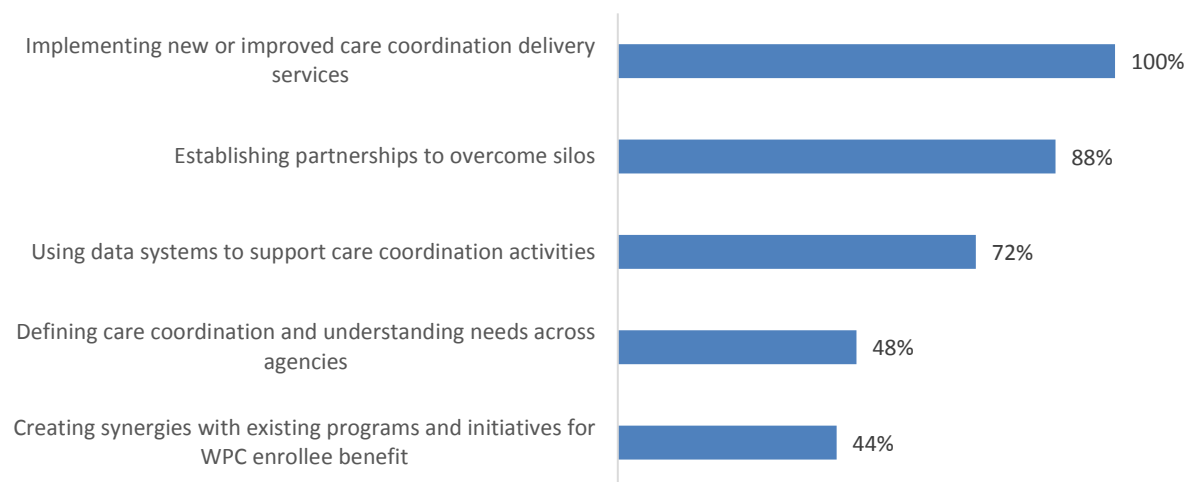 Implementing new or improved care coordination delivery
services
100%
Establishing partnerships to overcome silos
88%
Using data systems to support care coordination activities
72%
Defining care coordination and understanding needs across
agencies
48%
Creating synergies with existing programs and initiatives for
WPC enrollee benefit
44%